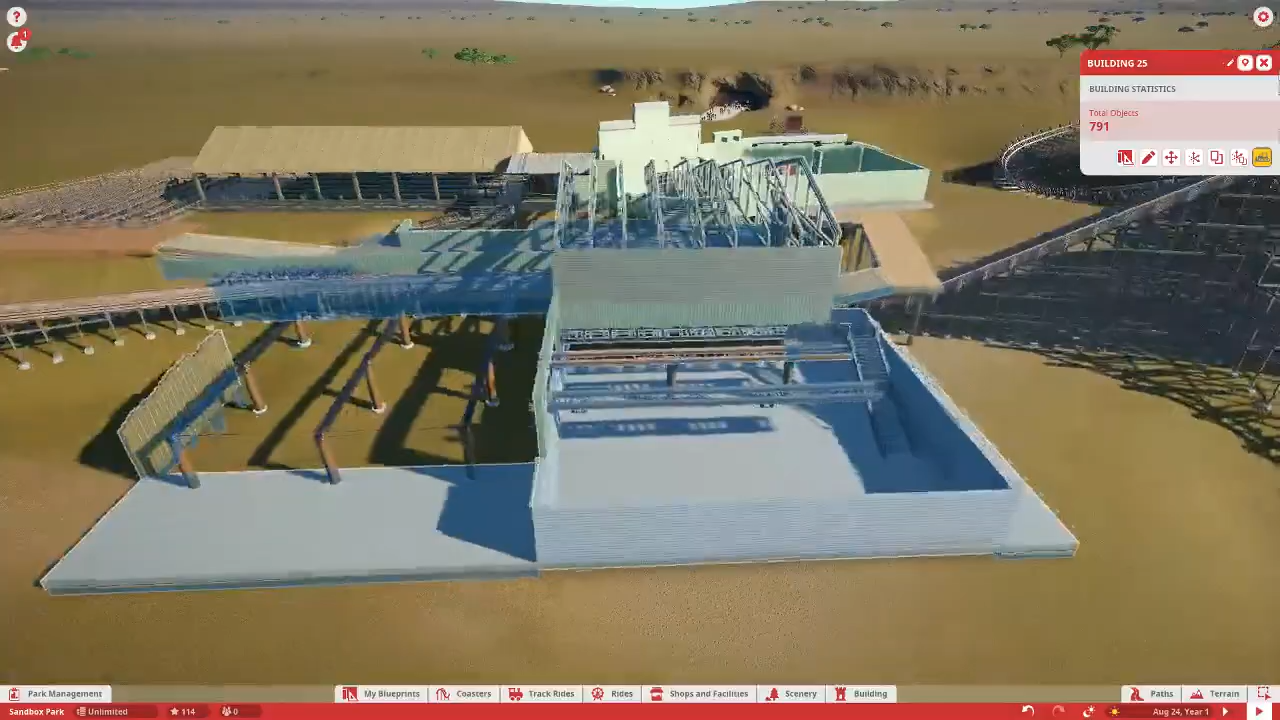 ?
1
BUILDING 25
BUILDING STATISTICS
Total Objects
791
Park Management
My Blueprints
Coasters
Track Rides
Rides
Shops and Facilities
Scenery
Building
Paths
Terrain
Sandbox Park
Unlimited
114
0
Aug 24, Year 1